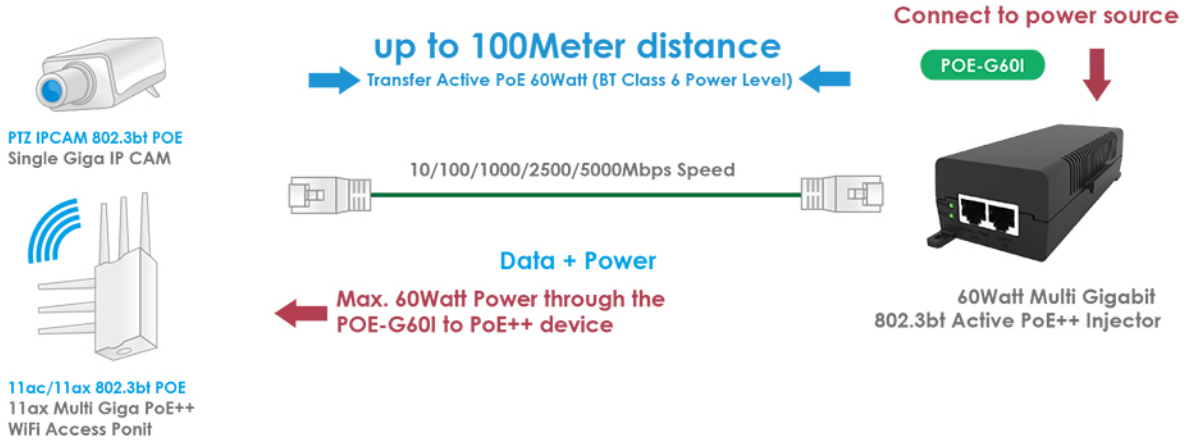 Connect to power source
up to 100Meter distance
POE-G60I
Transfer Active PoE 60Watt (BT Class 6 Power Level)
PTZ IPCAM 802.3bt POE
Single Giga IP CAM
10/100/1000/2500/5000Mbps Speed
Data + Power
Max. 60Watt Power through the
POE-G60I to PoE++ device
60Watt Multi Gigabit
802.3bt Active PoE++ Injector
11ac/11ax 802.3bt POE
11ax Multi Giga PoE++
WiFi Access Ponit